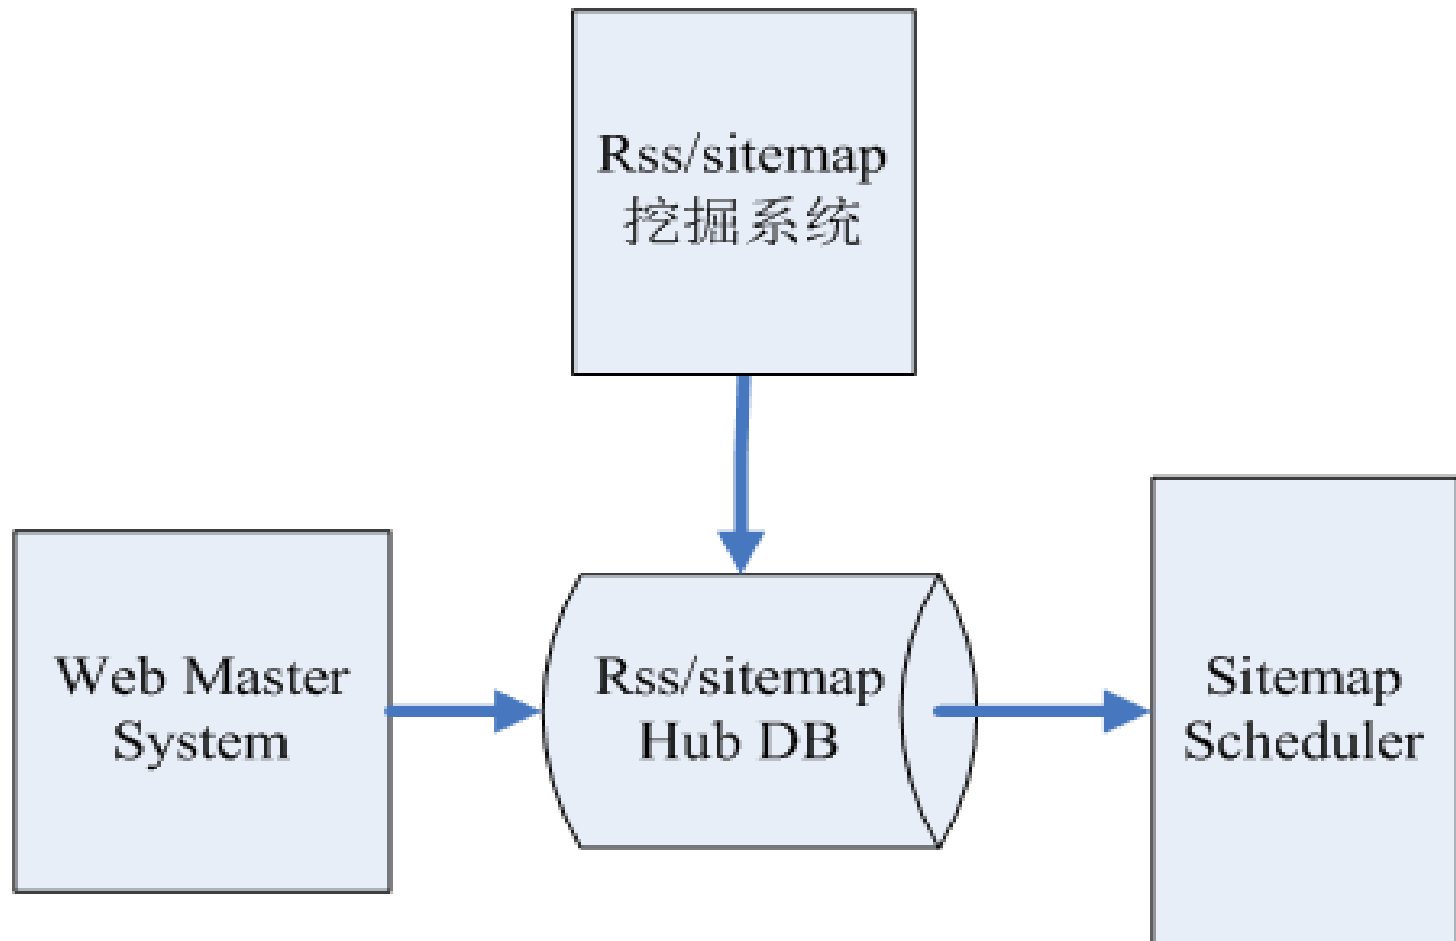 Rss/sitemap
挖掘系统
Web Master
System
Rss/sitemap
Hub DB
Sitemap
Scheduler